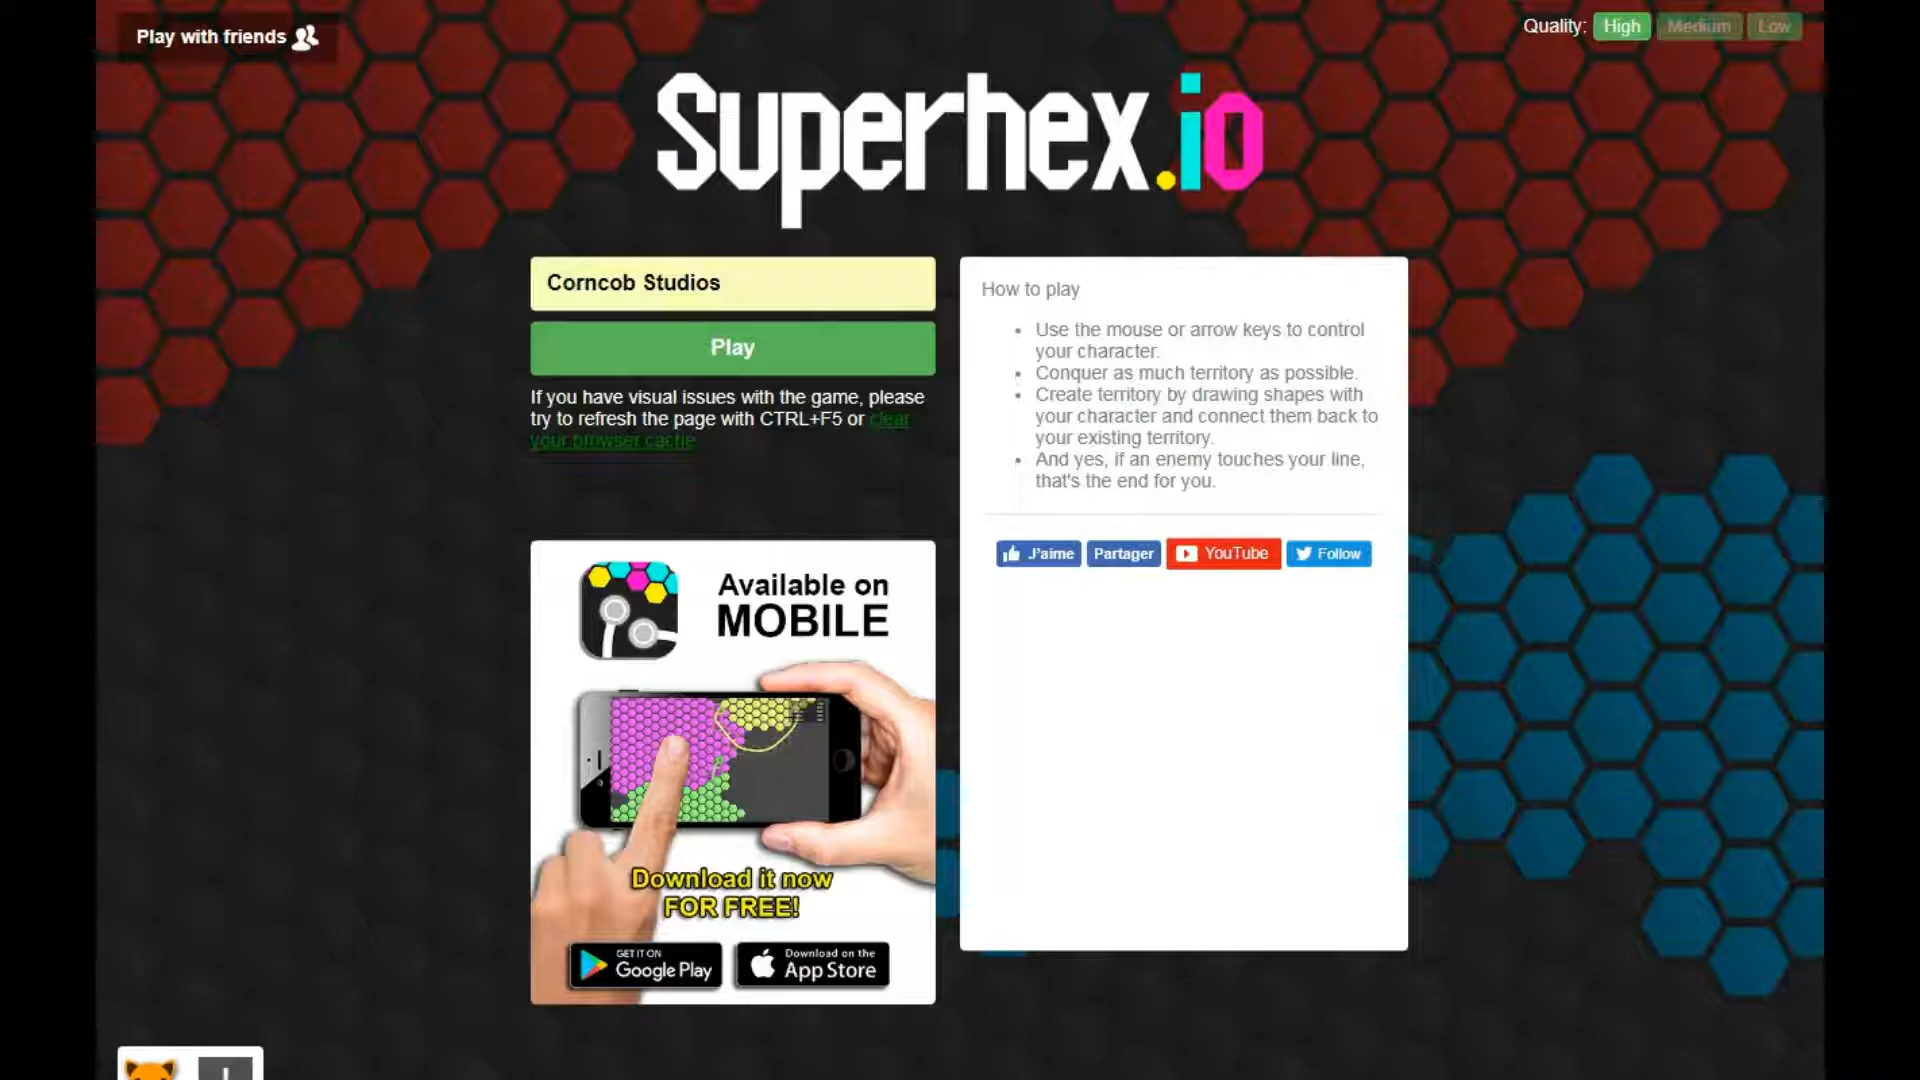 Play with friends
Quality: High Medium Low
Superhex.io
Corncob Studios
Play
If you have visual issues with the game, please
try to refresh the page with CTRL+F5 or clear
your browser cache
How to play
Use the mouse or arrow keys to control
your character.
Conquer as much territory as possible.
Create territory by drawing shapes with
your character and connect them back to
your existing territory.
And yes, if an enemy touches your line,
that's the end for you.
J'aime Partager YouTube Follow
Available on
MOBILE
Download it now
FOR FREE!
GET IT ON
Google Play
Download on the
App Store